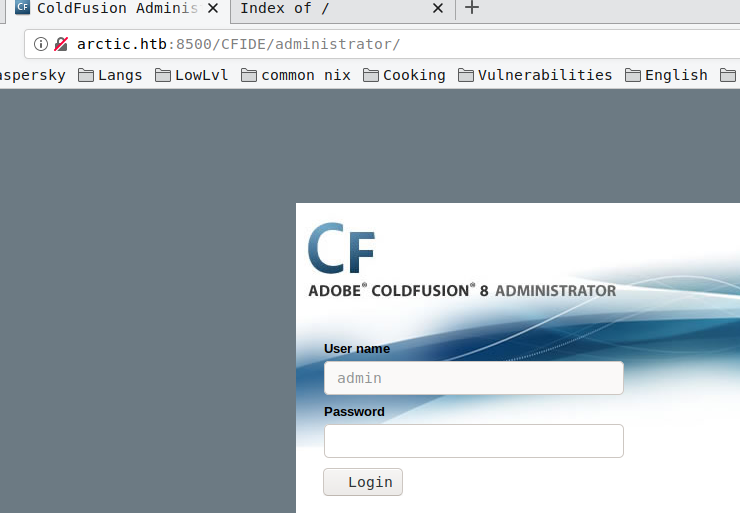 CF ColdFusion Adminis Index of /
arctic.htb:8500/CFIDE/administrator/
aspersky Langs LowLvl common nix Cooking Vulnerabilities English
CF
ADOBE® COLDFUSION® 8 ADMINISTRATOR
User name
admin
Password
Login